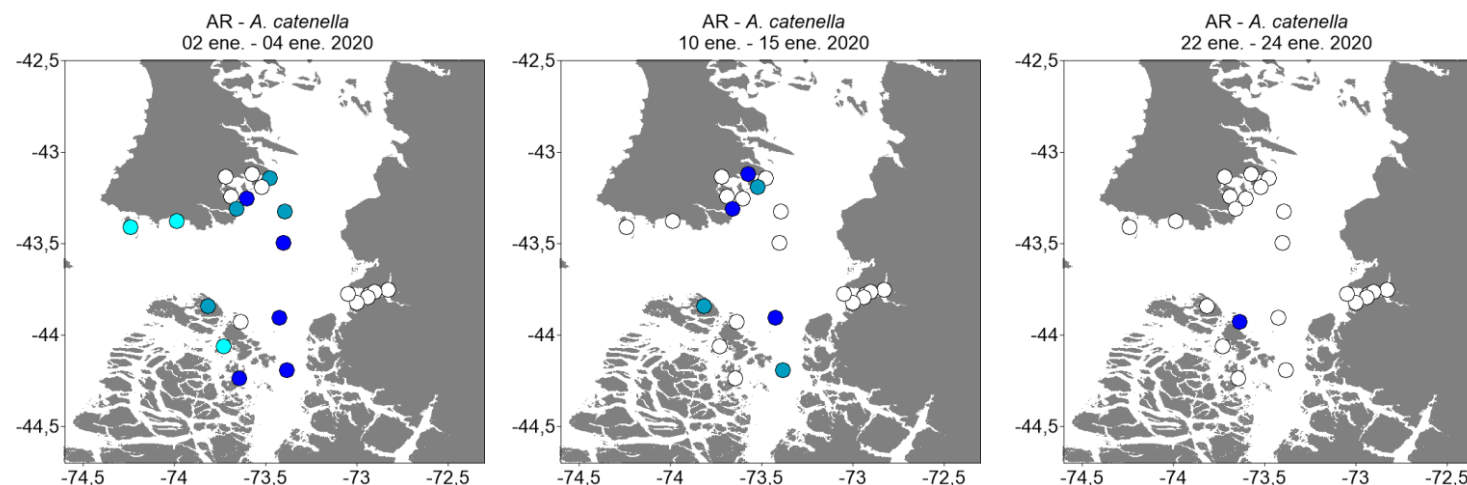 AR - A. catenella
02 ene. - 04 ene. 2020
-42,5
-43
-43,5
-44
-44,5
-74,5 -74 -73,5 -73 -72,5
AR - A. catenella
10 ene. - 15 ene. 2020
-42,5
-43
-43,5
-44
-44,5
-74,5 -74 -73,5 -73 -72,5
AR - A. catenella
22 ene. - 24 ene. 2020
-42,5
-43
-43,5
-44
-44,5
-74,5 -74 -73,5 -73 -72,5